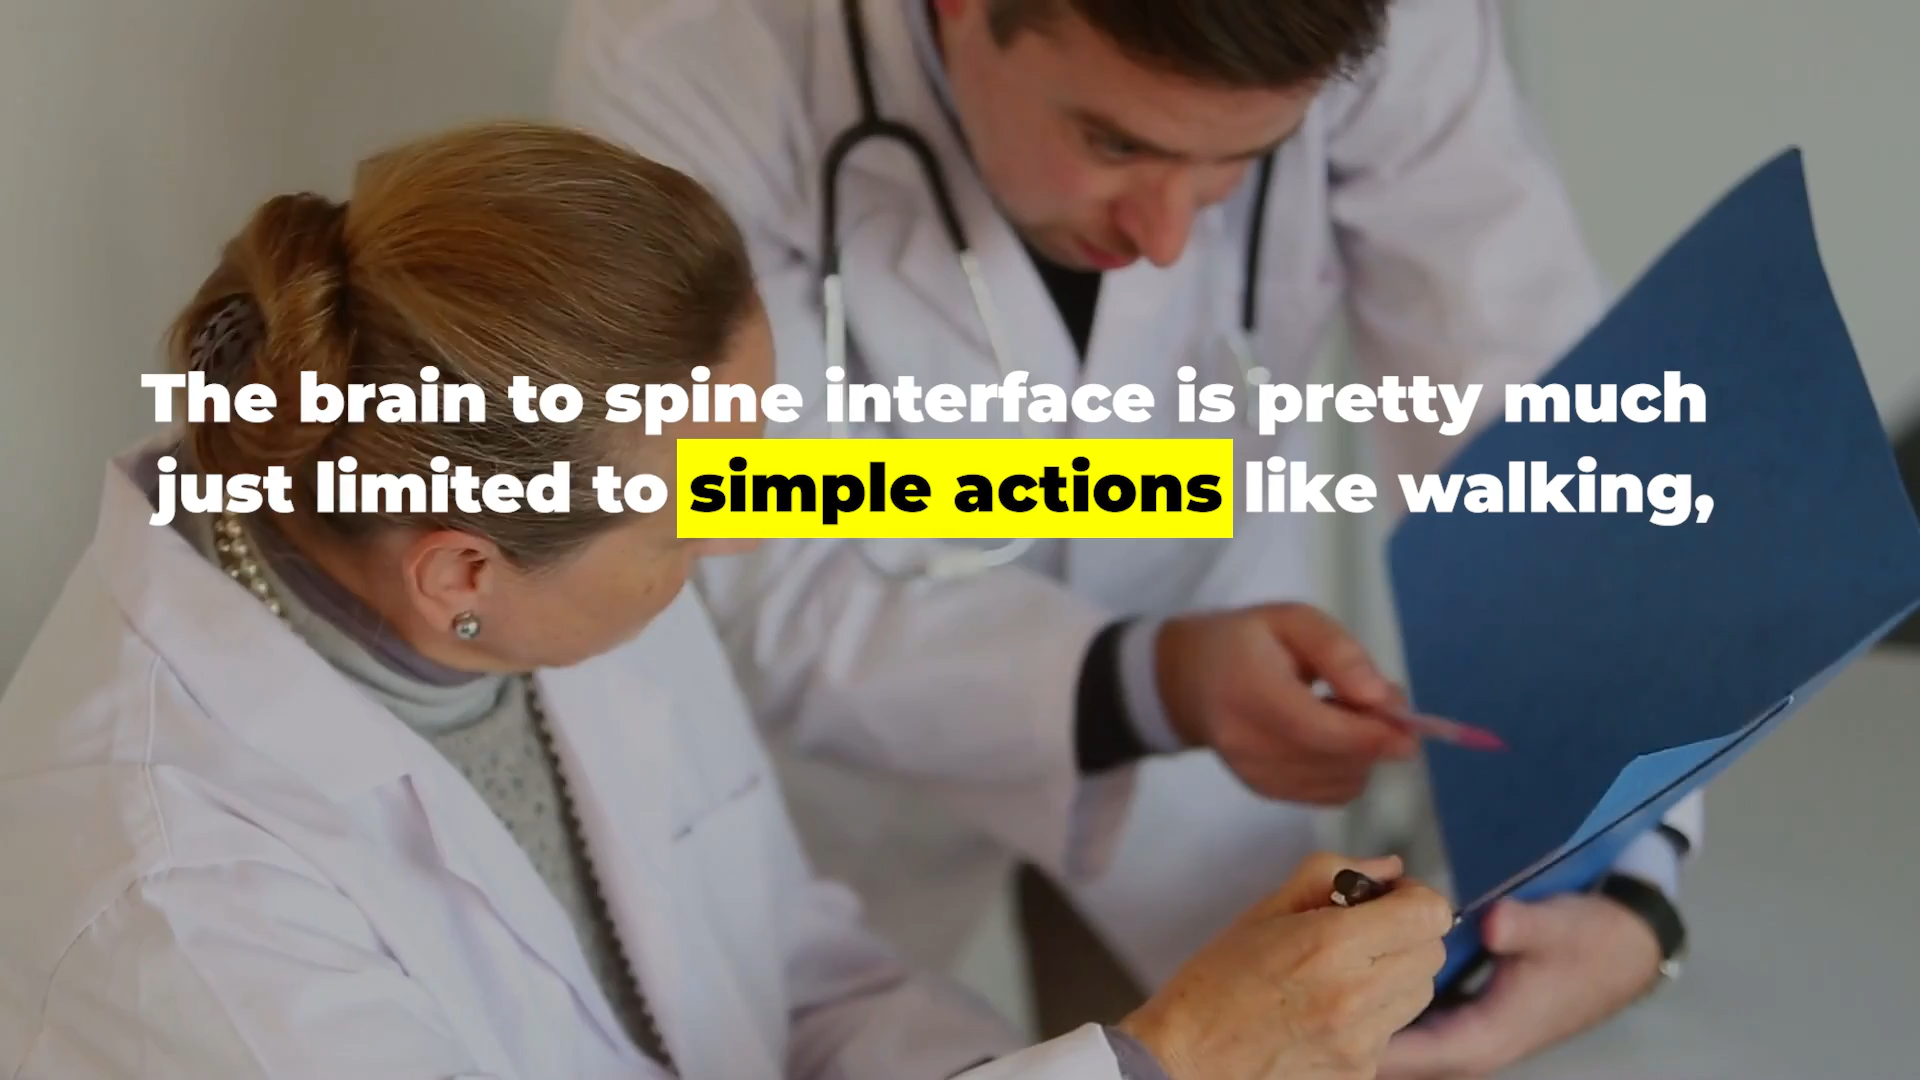 The brain to spine interface is pretty much
just limited to simple actions like walking,